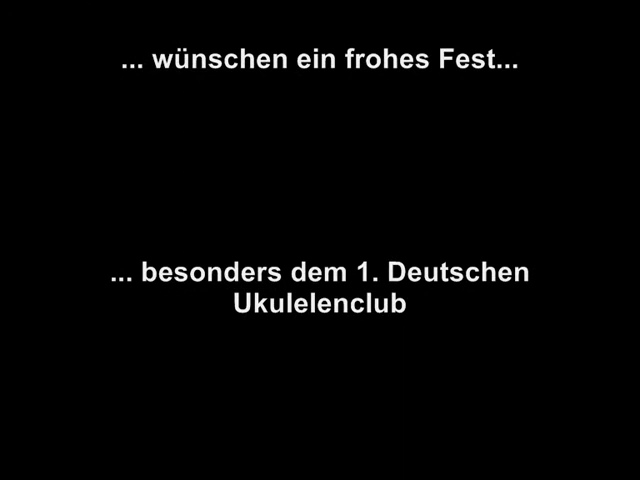 ... wünschen ein frohes Fest...
... besonders dem 1. Deutschen
Ukulelenclub